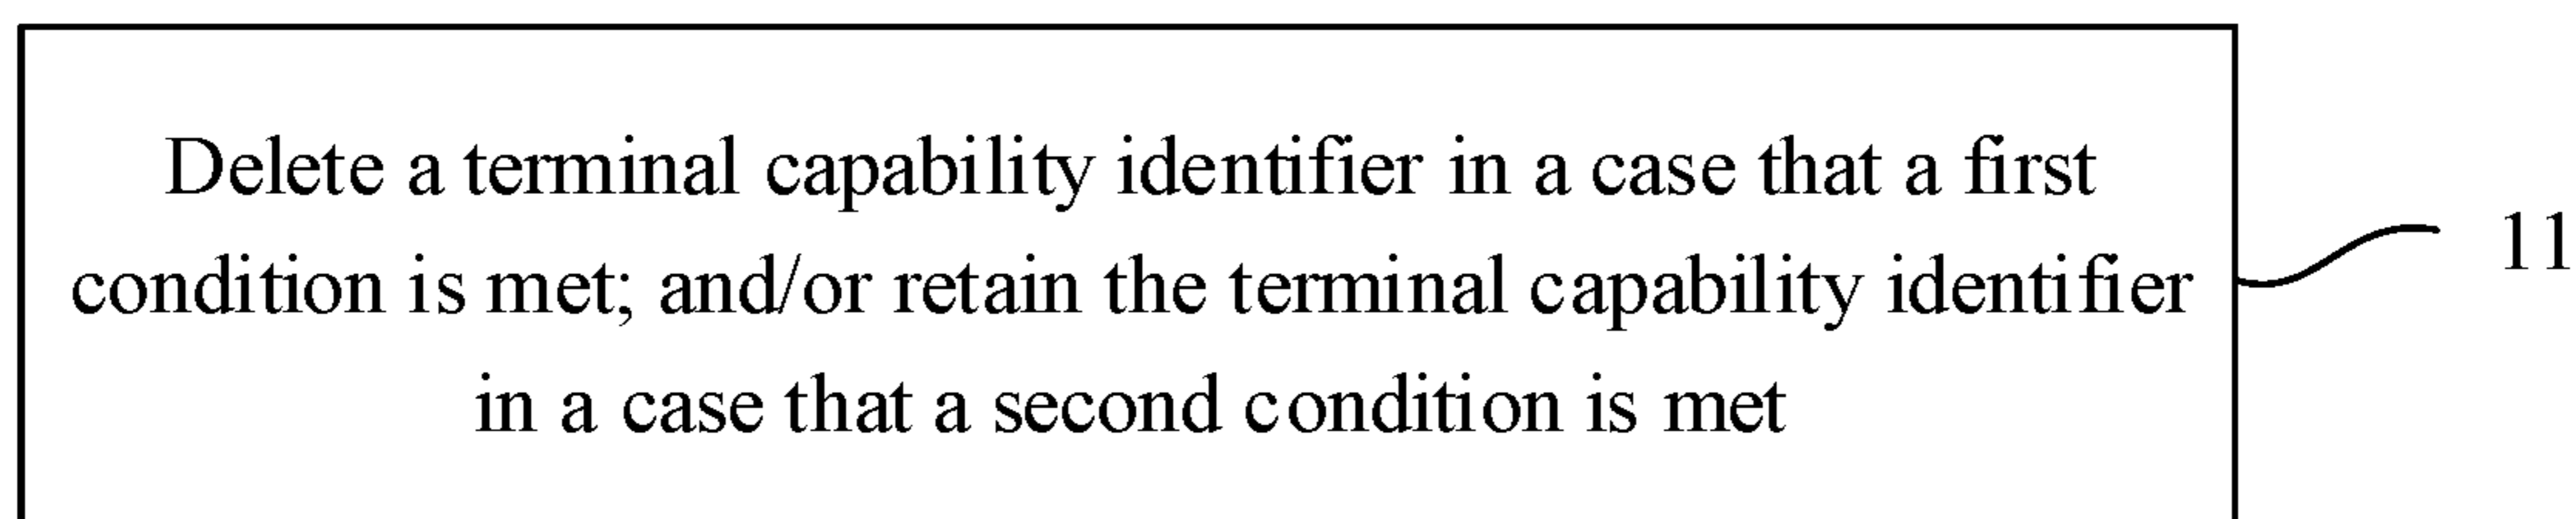 Delete a terminal capability identifier in a case that a first
condition is met; and/or retain the terminal capability identifier
in a case that a second condition is met
11